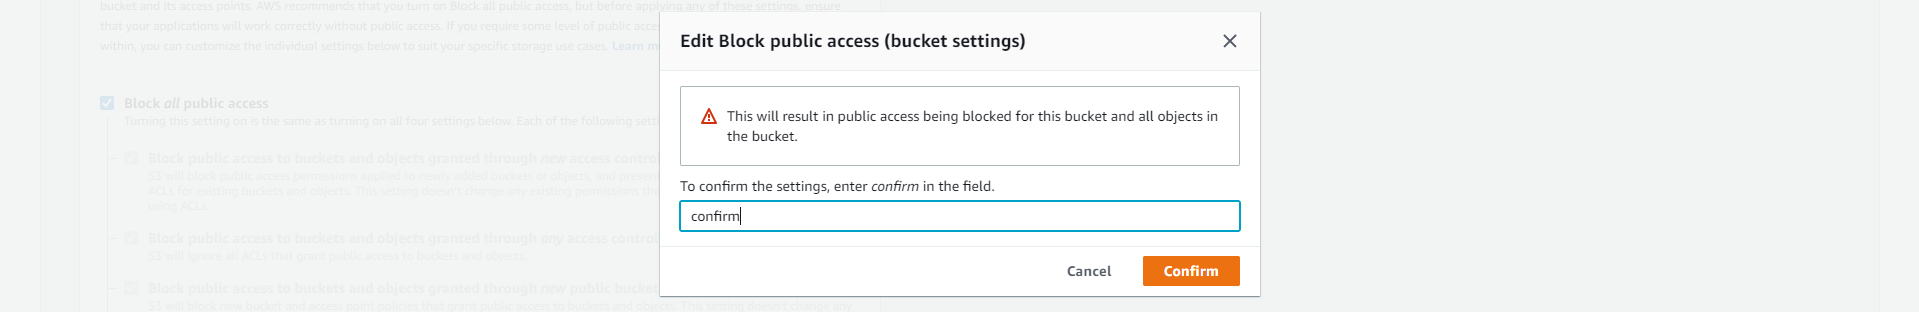 bucket and its access points. AWS recommends that you turn on Block all public access, but before applying any of these settings, ensure
that your applications will work correctly without public access. If you require some level of public acce
within, you can customize the individual settings below to suit your specific storage use cases. Learn m
Block all public access
Turning this setting on is the same as turning on all four settings below. Each of the following setti
Block public access to buckets and objects granted through new access control
S3 will block public access permissions applied to newly added buckets or objects, and prevent
ACLs for existing buckets and objects. This setting doesn't change any existing permissions tha
using ACLs.
Block public access to buckets and objects granted through any access control
S3 will ignore all ACLs that grant public access to buckets and objects.
Block public access to buckets and objects granted through new public bucket
S3 will block new bucket and access point policies that grant public access to buckets and objects. This setting doesn't change any
Edit Block public access (bucket settings)
This will result in public access being blocked for this bucket and all objects in
the bucket.
To confirm the settings, enter confirm in the field.
confirm
Cancel
Confirm